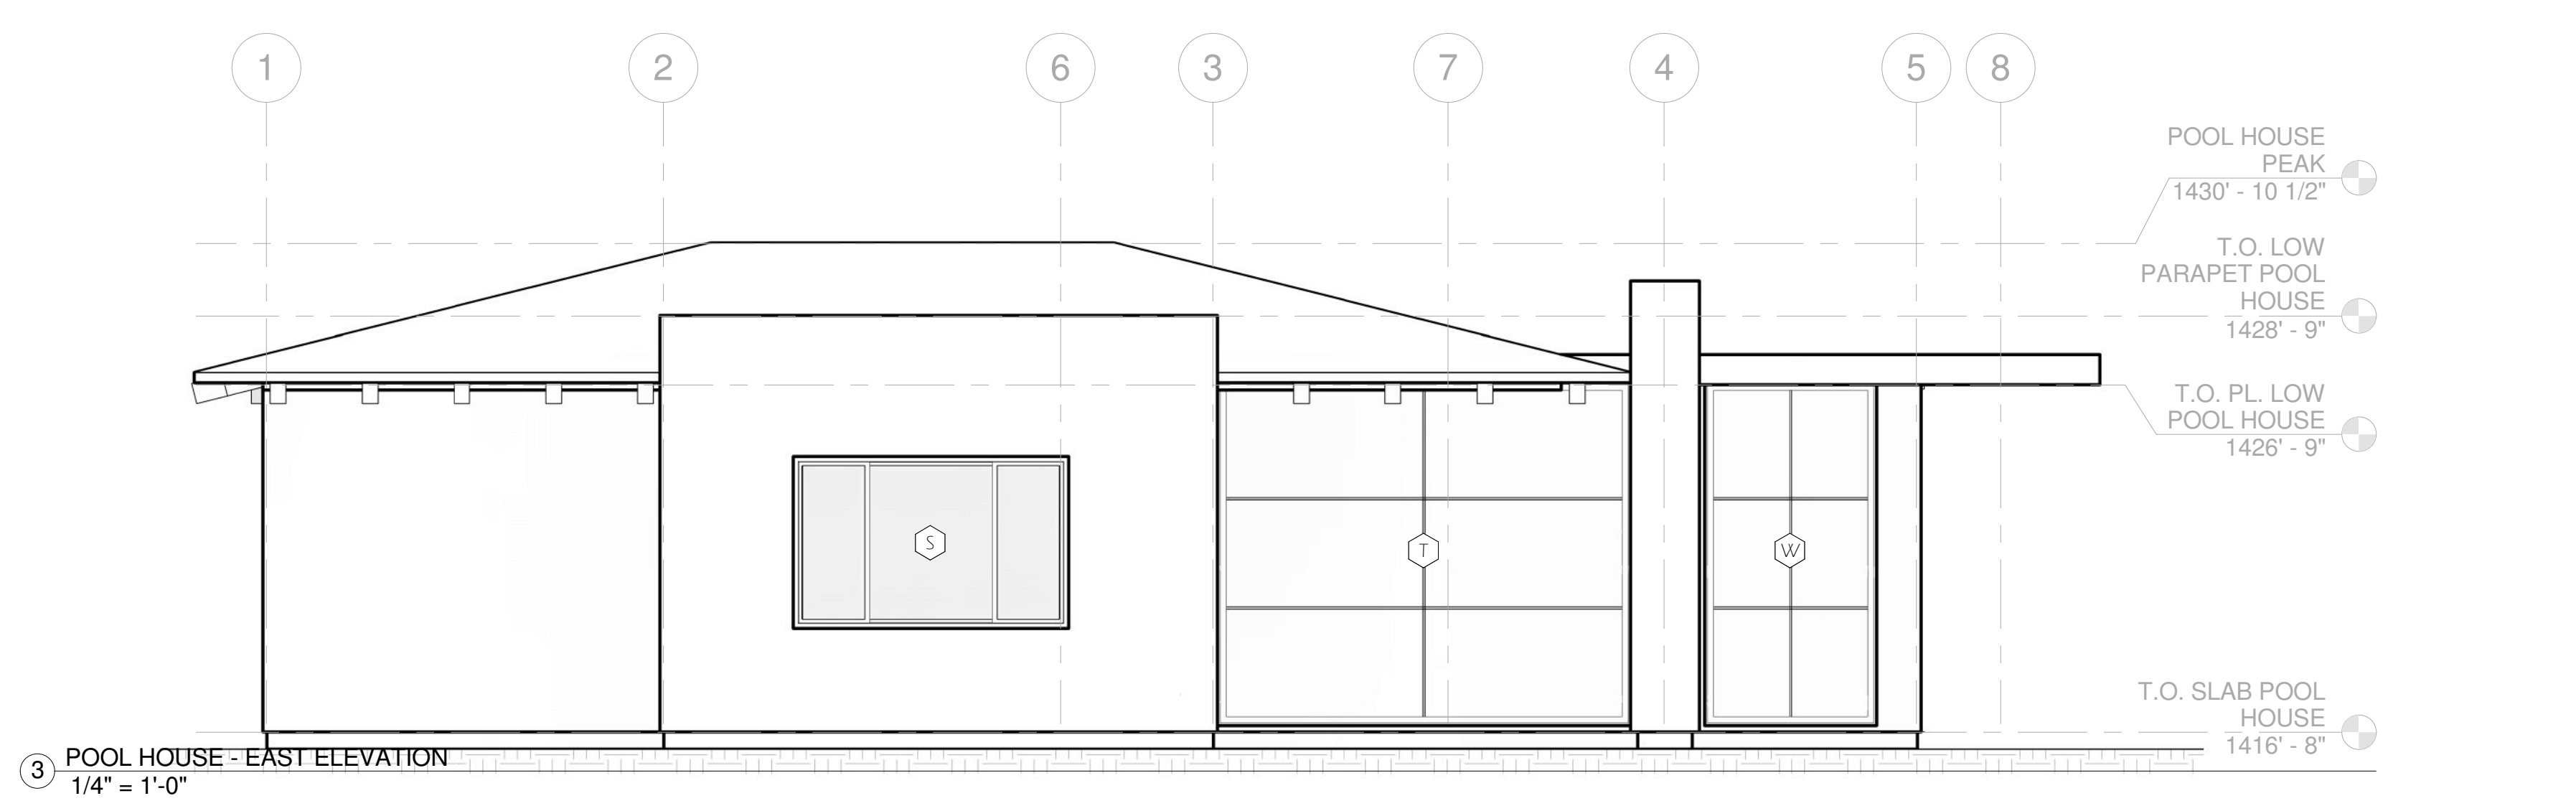 1 2 6 3 7 4 5 8
POOL HOUSE
PEAK
1430' - 10 1/2"
T.O. LOW
PARAPET POOL
HOUSE
1428' - 9"
T.O. PL. LOW
POOL HOUSE
1426' - 9"
S T W
T.O. SLAB POOL
HOUSE
1416' - 8"
3 POOL HOUSE - EAST ELEVATION
1/4" = 1'-0"